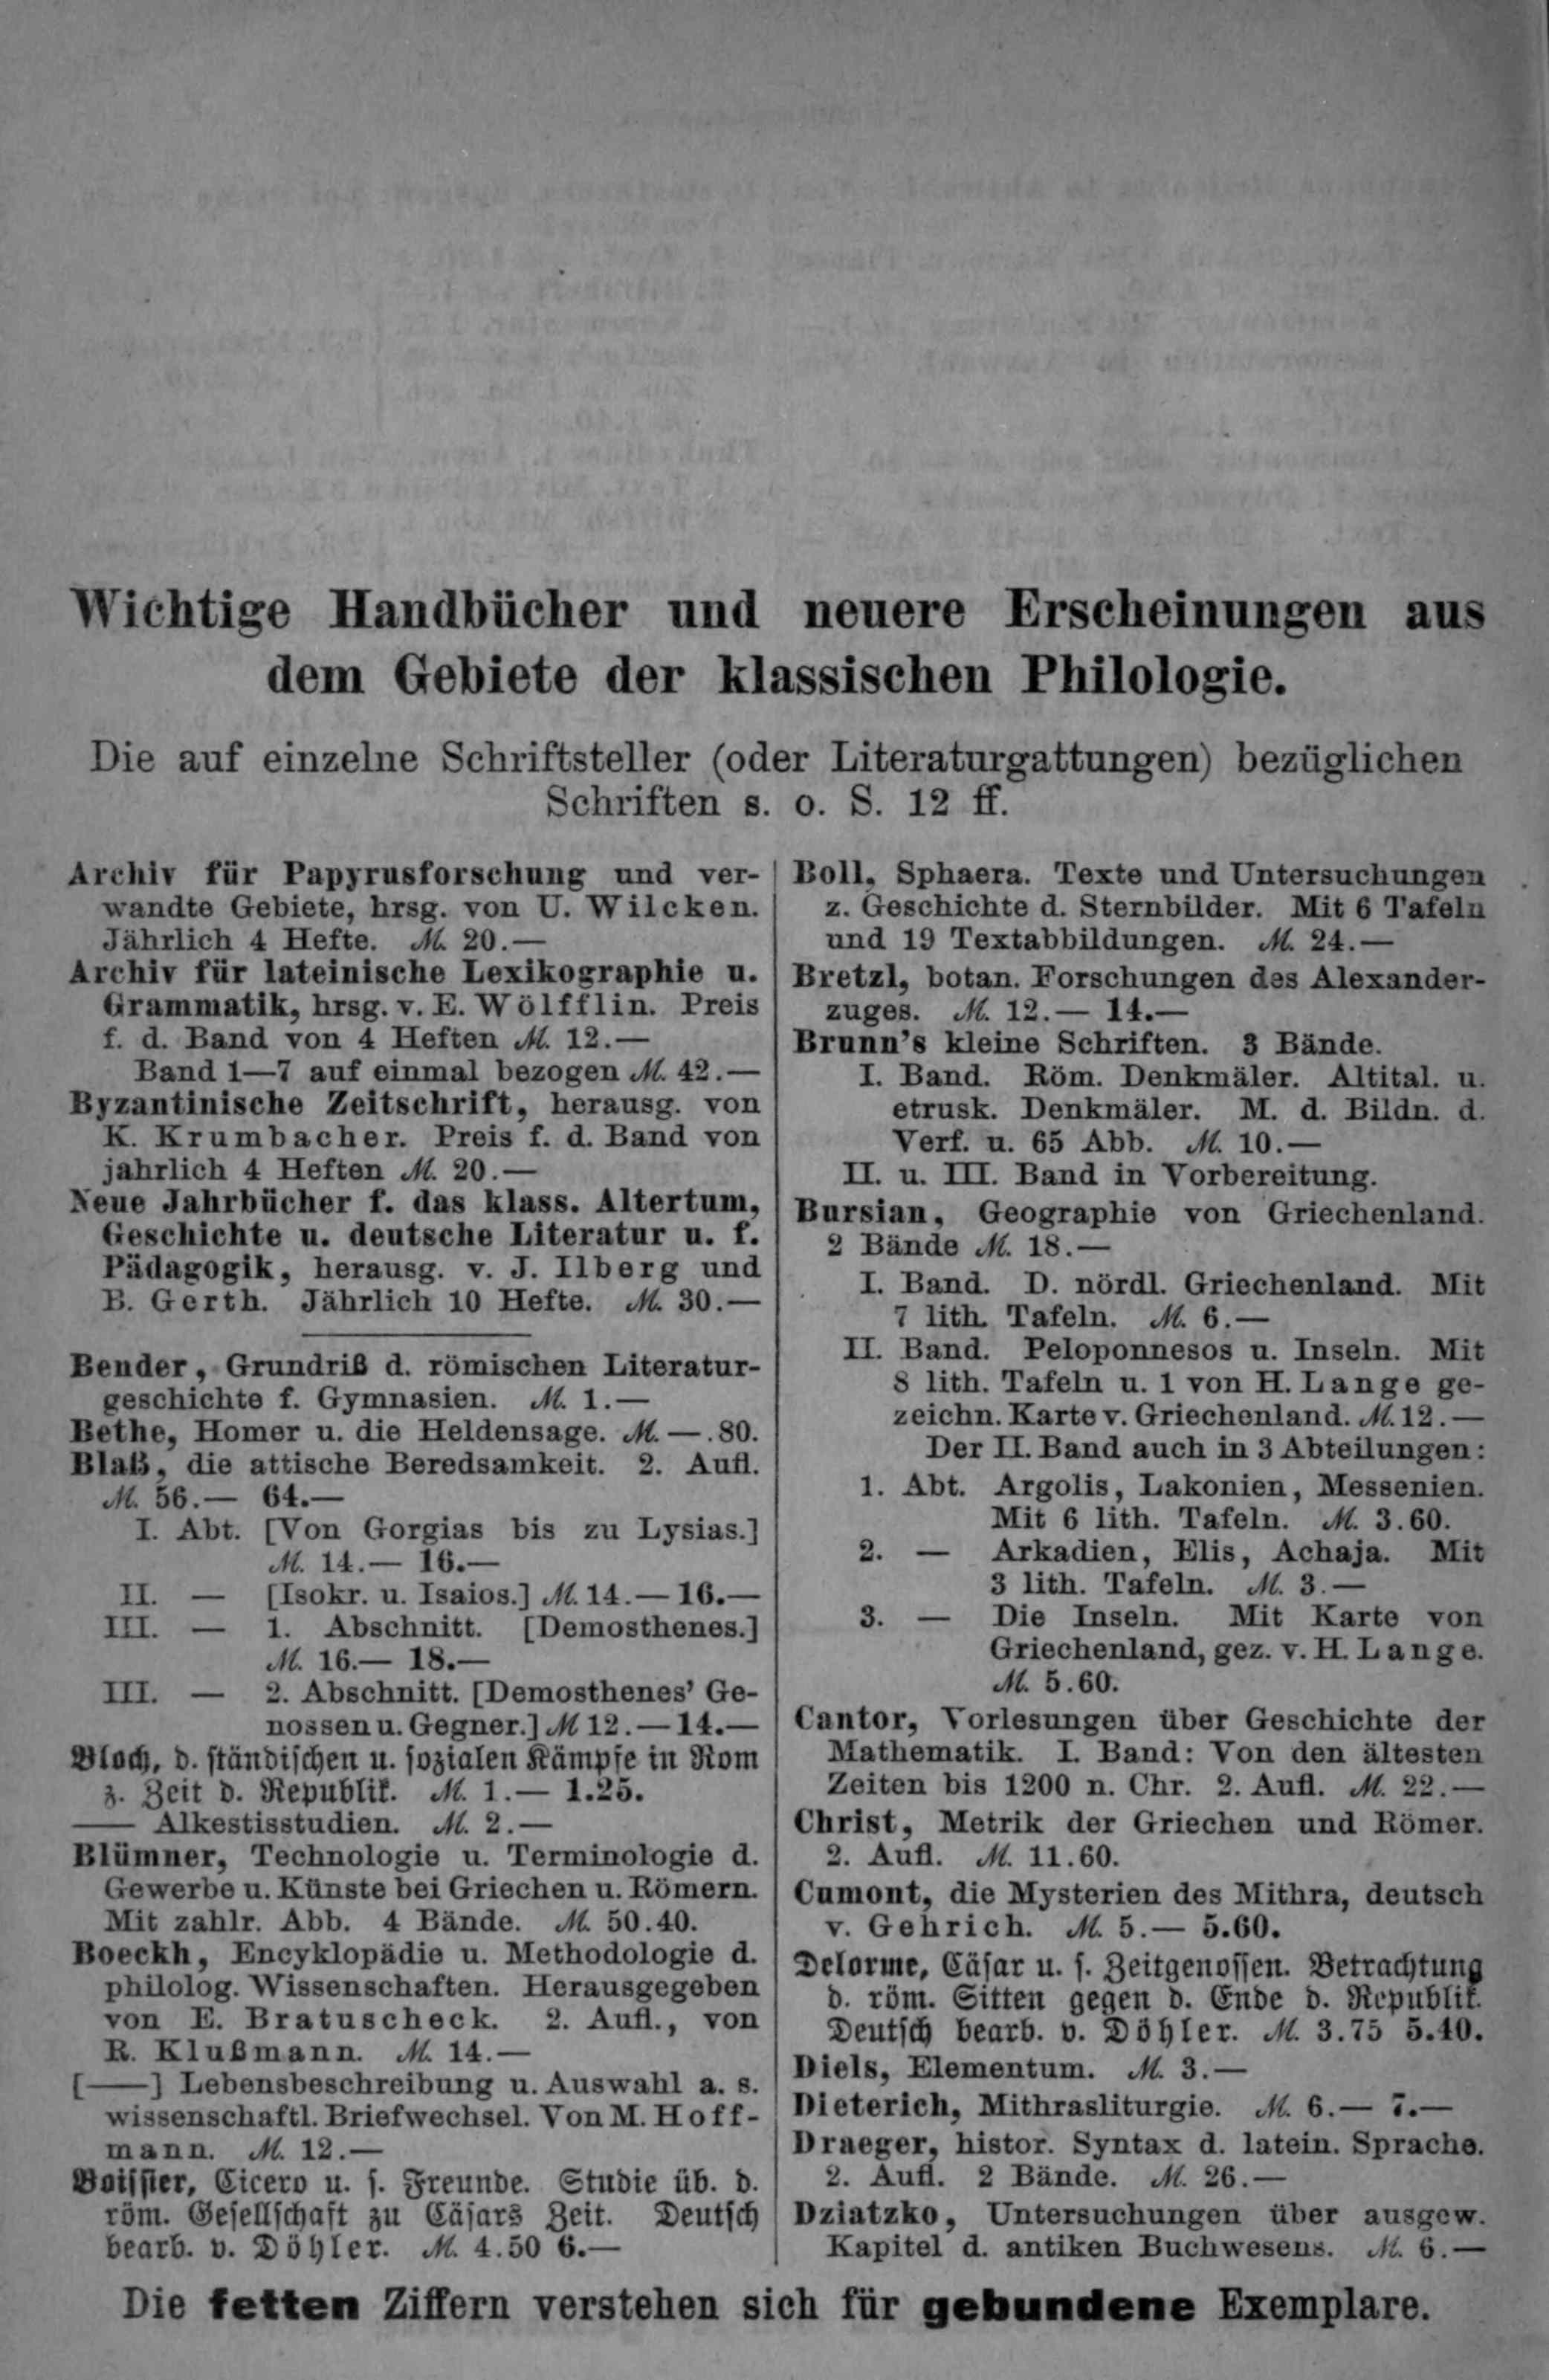 Wichtige Handbücher und neuere Erscheinungen aus
dem Gebiete der klassischen Philologie.
Die auf einzelne Schriftsteller (oder Literaturgattungen) bezüglichen
Schriften s. o. S. 12 ff.
Archiv für Papyrusforschung und ver-
wandte Gebiete, hrsg. von U. Wilcken.
Jährlich 4 Hefte. ℳ. 20.—
Archiv für lateinische Lexikographie u.
Grammatik, hrsg. v. E. Wölfflin. Preis
f. d. Band von 4 Heften ℳ. 12.—
Band 1—7 auf einmal bezogen ℳ. 42.—
Byzantinische Zeitschrift, herausg. von
K. Krumbacher. Preis f. d. Band von
jahrlich 4 Heften ℳ. 20.—
Neue Jahrbücher f. das klass. Altertum,
Geschichte u. deutsche Literatur u. f.
Pädagogik, herausg. v. J. Ilberg und
B. Gerth. Jährlich 10 Hefte. ℳ. 30.—
Bender, Grundriß d. römischen Literatur-
geschichte f. Gymnasien. ℳ. 1.—
Bethe, Homer u. die Heldensage. ℳ. —.80.
Blaß, die attische Beredsamkeit. 2. Aufl.
ℳ. 56.— 64.—
I. Abt. [Von Gorgias bis zu Lysias.]
ℳ. 14.— 16.—
II. — [Isokr. u. Isaios.] ℳ. 14.— 16.—
III. — 1. Abschnitt. [Demosthenes.]
ℳ. 16.— 18.—
III. — 2. Abschnitt. [Demosthenes' Ge-
nossen u. Gegner.] ℳ 12.— 14.—
Bloch, d. ständischen u. sozialen Kämpfe in Rom
z. Zeit d. Republik. ℳ. 1.— 1.25.
—— Alkestisstudien. ℳ. 2.—
Blümner, Technologie u. Terminologie d.
Gewerbe u. Künste bei Griechen u. Römern.
Mit zahlr. Abb. 4 Bände. ℳ. 50.40.
Boeckh, Encyklopädie u. Methodologie d.
philolog. Wissenschaften. Herausgegeben
von E. Bratuscheck. 2. Aufl., von
R. Klußmann. ℳ. 14.—
[——] Lebensbeschreibung u. Auswahl a. s.
wissenschaftl. Briefwechsel. Von M. Hoff-
mann. ℳ. 12.—
Boissier, Cicero u. s. Freunde. Studie üb. d.
röm. Gesellschaft zu Cäsars Zeit. Deutsch
bearb. v. Döhler. ℳ. 4.50 6.—
Boll, Sphaera. Texte und Untersuchungen
z. Geschichte d. Sternbilder. Mit 6 Tafeln
und 19 Textabbildungen. ℳ. 24.—
Bretzl, botan. Forschungen des Alexander-
zuges. ℳ. 12.— 14.—
Brunn's kleine Schriften. 3 Bände.
I. Band. Röm. Denkmäler. Altital. u.
etrusk. Denkmäler. M. d. Bildn. d.
Verf. u. 65 Abb. ℳ. 10.—
II. u. III. Band in Vorbereitung.
Bursian, Geographie von Griechenland.
2 Bände ℳ. 18.—
I. Band. D. nördl. Griechenland. Mit
7 lith. Tafeln. ℳ. 6.—
II. Band. Peloponnesos u. Inseln. Mit
8 lith. Tafeln u. 1 von H. Lange ge-
zeichn. Karte v. Griechenland. ℳ. 12.—
Der II. Band auch in 3 Abteilungen:
1. Abt. Argolis, Lakonien, Messenien.
Mit 6 lith. Tafeln. ℳ. 3.60.
2. — Arkadien, Elis, Achaja. Mit
3 lith. Tafeln. ℳ. 3.—
3. — Die Inseln. Mit Karte von
Griechenland, gez. v. H. Lange.
ℳ. 5.60.
Cantor, Vorlesungen über Geschichte der
Mathematik. I. Band: Von den ältesten
Zeiten bis 1200 n. Chr. 2. Aufl. ℳ. 22.—
Christ, Metrik der Griechen und Römer.
2. Aufl. ℳ. 11.60.
Cumont, die Mysterien des Mithra, deutsch
v. Gehrich. ℳ. 5.— 5.60.
Delorme, Cäsar u. s. Zeitgenossen. Betrachtung
d. röm. Sitten gegen d. Ende d. Republik.
Deutsch bearb. v. Döhler. ℳ. 3.75 5.40.
Diels, Elementum. ℳ. 3.—
Dieterich, Mithrasliturgie. ℳ. 6.— 7.—
Draeger, histor. Syntax d. latein. Sprache.
2. Aufl. 2 Bände. ℳ. 26.—
Dziatzko, Untersuchungen über ausgew.
Kapitel d. antiken Buchwesens. ℳ. 6.—
Die fetten Ziffern verstehen sich für gebundene Exemplare.